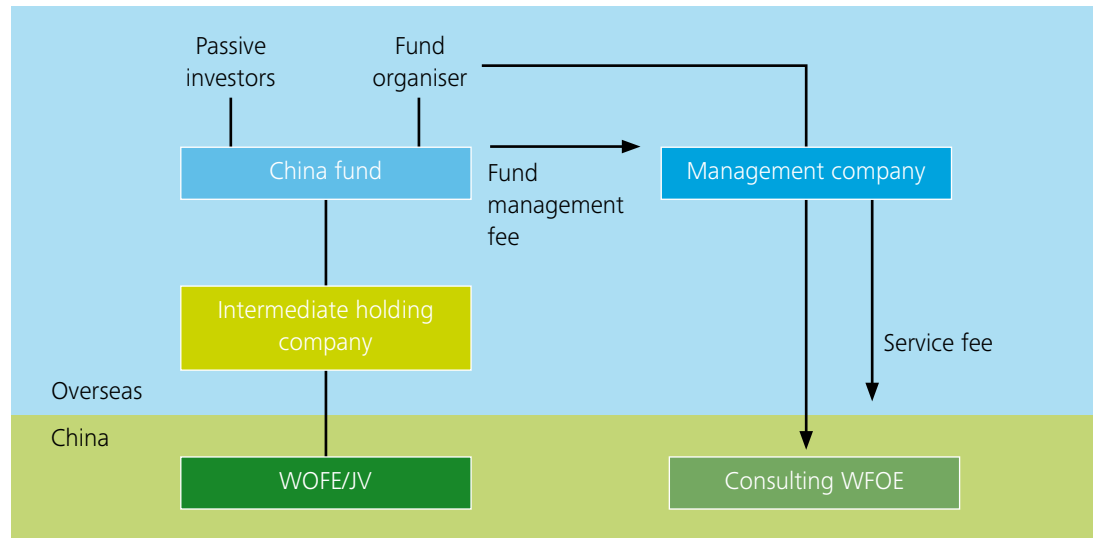 Passive
investors
Fund
organiser
China fund
Fund
management
fee
Management company
Intermediate holding
company
Service fee
Overseas
China
WOFE/JV
Consulting WFOE